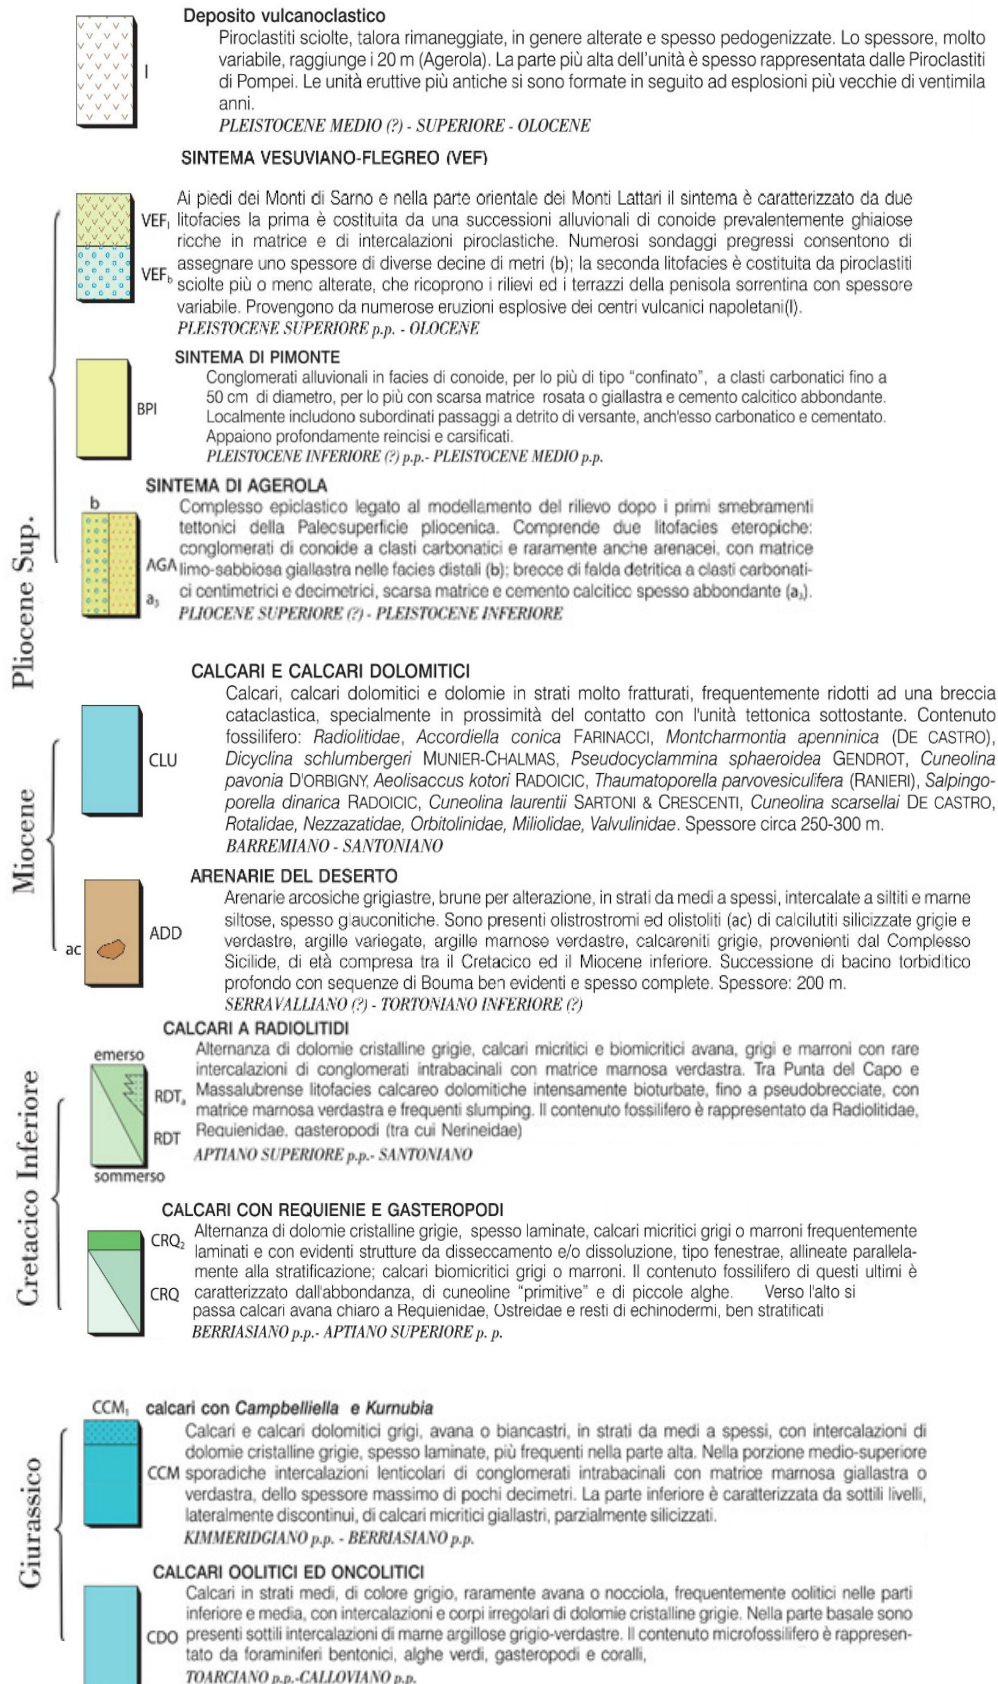 Deposito vulcanoclastico
Piroclastiti sciolte, talora rimaneggiate, in genere alterate e spesso pedogenizzate. Lo spessore, molto
variabile, raggiunge i 20 m (Agerola). La parte più alta dell'unità è spesso rappresentata dalle Piroclastiti
di Pompei. Le unità eruttive più antiche si sono formate in seguito ad esplosioni più vecchie di ventimila
anni.
l
PLEISTOCENE MEDIO (?) - SUPERIORE - OLOCENE
SINTEMA VESUVIANO-FLEGREO (VEF)
Ai piedi dei Monti di Sarno e nella parte orientale dei Monti Lattari il sintema è caratterizzato da due
VEFl litofacies la prima è costituita da una successioni alluvionali di conoide prevalentemente ghiaiose
ricche in matrice e di intercalazioni piroclastiche. Numerosi sondaggi pregressi consentono di
assegnare uno spessore di diverse decine di metri (b); la seconda litofacies è costituita da piroclastiti
VEFb sciolte più o meno alterate, che ricoprono i rilievi ed i terrazzi della penisola sorrentina con spessore
variabile. Provengono da numerose eruzioni esplosive dei centri vulcanici napoletani(l).
PLEISTOCENE SUPERIORE p.p. - OLOCENE
SINTEMA DI PIMONTE
Conglomerati alluvionali in facies di conoide, per lo più di tipo “confinato”, a clasti carbonatici fino a
50 cm di diametro, per lo più con scarsa matrice rosata o giallastra e cemento calcitico abbondante.
BPI
Localmente includono subordinati passaggi a detrito di versante, anch'esso carbonatico e cementato.
Appaiono profondamente reincisi e carsificati.
PLEISTOCENE INFERIORE (?) p.p.- PLEISTOCENE MEDIO p.p.
SINTEMA DI AGEROLA
b
Complesso epiclastico legato al modellamento del rilievo dopo i primi smebramenti
tettonici della Paleosuperficie pliocenica. Comprende due litofacies eteropiche:
conglomerati di conoide a clasti carbonatici e raramente anche arenacei, con matrice
AGA limo-sabbiosa giallastra nelle facies distali (b); brecce di falda detritica a clasti carbonati-
a3 ci centimetrici e decimetrici, scarsa matrice e cemento calcitico spesso abbondante (a3).
PLIOCENE SUPERIORE (?) - PLEISTOCENE INFERIORE
Pliocene Sup.
CALCARI E CALCARI DOLOMITICI
Calcari, calcari dolomitici e dolomie in strati molto fratturati, frequentemente ridotti ad una breccia
cataclastica, specialmente in prossimità del contatto con l'unità tettonica sottostante. Contenuto
fossilifero: Radiolitidae, Accordiella conica FARINACCI, Montcharmontia apenninica (DE CASTRO),
CLU
Dicyclina schlumbergeri MUNIER-CHALMAS, Pseudocyclammina sphaeroidea GENDROT, Cuneolina
pavonia D'ORBIGNY, Aeolisaccus kotori RADOICIC, Thaumatoporella parvovesiculifera (RANIERI), Salpingo-
porella dinarica RADOICIC, Cuneolina laurentii SARTONI & CRESCENTI, Cuneolina scarsellai DE CASTRO,
Rotalidae, Nezzazatidae, Orbitolinidae, Miliolidae, Valvulinidae. Spessore circa 250-300 m.
BARREMIANO - SANTONIANO
Miocene
ARENARIE DEL DESERTO
Arenarie arcosiche grigiastre, brune per alterazione, in strati da medi a spessi, intercalate a siltiti e marne
siltose, spesso glauconitiche. Sono presenti olistrostromi ed olistoliti (ac) di calcilutiti silicizzate grigie e
ADD
ac
verdastre, argille variegate, argille marnose verdastre, calcareniti grigie, provenienti dal Complesso
Sicilide, di età compresa tra il Cretacico ed il Miocene inferiore. Successione di bacino torbiditico
profondo con sequenze di Bouma ben evidenti e spesso complete. Spessore: 200 m.
SERRAVALLIANO (?) - TORTONIANO INFERIORE (?)
CALCARI A RADIOLITIDI
emerso
Alternanza di dolomie cristalline grigie, calcari micritici e biomicritici avana, grigi e marroni con rare
intercalazioni di conglomerati intrabacinali con matrice marnosa verdastra. Tra Punta del Capo e
RDTa
Massalubrense litofacies calcareo dolomitiche intensamente bioturbate, fino a pseudobrecciate, con
matrice marnosa verdastra e frequenti slumping. Il contenuto fossilifero è rappresentato da Radiolitidae,
RDT
Requienidae, gasteropodi (tra cui Nerineidae)
APTIANO SUPERIORE p.p.- SANTONIANO
sommerso
Cretacico Inferiore
CALCARI CON REQUIENIE E GASTEROPODI
Alternanza di dolomie cristalline grigie, spesso laminate, calcari micritici grigi o marroni frequentemente
CRQ2
laminati e con evidenti strutture da disseccamento e/o dissoluzione, tipo fenestrae, allineate parallela-
mente alla stratificazione; calcari biomicritici grigi o marroni. Il contenuto fossilifero di questi ultimi è
CRQ
caratterizzato dall'abbondanza, di cuneoline “primitive” e di piccole alghe. Verso l'alto si
passa calcari avana chiaro a Requienidae, Ostreidae e resti di echinodermi, ben stratificati
BERRIASIANO p.p.- APTIANO SUPERIORE p. p.
CCM1 calcari con Campbelliella e Kurnubia
Calcari e calcari dolomitici grigi, avana o biancastri, in strati da medi a spessi, con intercalazioni di
dolomie cristalline grigie, spesso laminate, più frequenti nella parte alta. Nella porzione medio-superiore
CCM sporadiche intercalazioni lenticolari di conglomerati intrabacinali con matrice marnosa giallastra o
verdastra, dello spessore massimo di pochi decimetri. La parte inferiore è caratterizzata da sottili livelli,
lateralmente discontinui, di calcari micritici giallastri, parzialmente silicizzati.
KIMMERIDGIANO p.p. - BERRIASIANO p.p.
Giurassico
CALCARI OOLITICI ED ONCOLITICI
Calcari in strati medi, di colore grigio, raramente avana o nocciola, frequentemente oolitici nelle parti
inferiore e media, con intercalazioni e corpi irregolari di dolomie cristalline grigie. Nella parte basale sono
CDO presenti sottili intercalazioni di marne argillose grigio-verdastre. Il contenuto microfossilifero è rappresen-
tato da foraminiferi bentonici, alghe verdi, gasteropodi e coralli,
TOARCIANO p.p.-CALLOVIANO p.p.